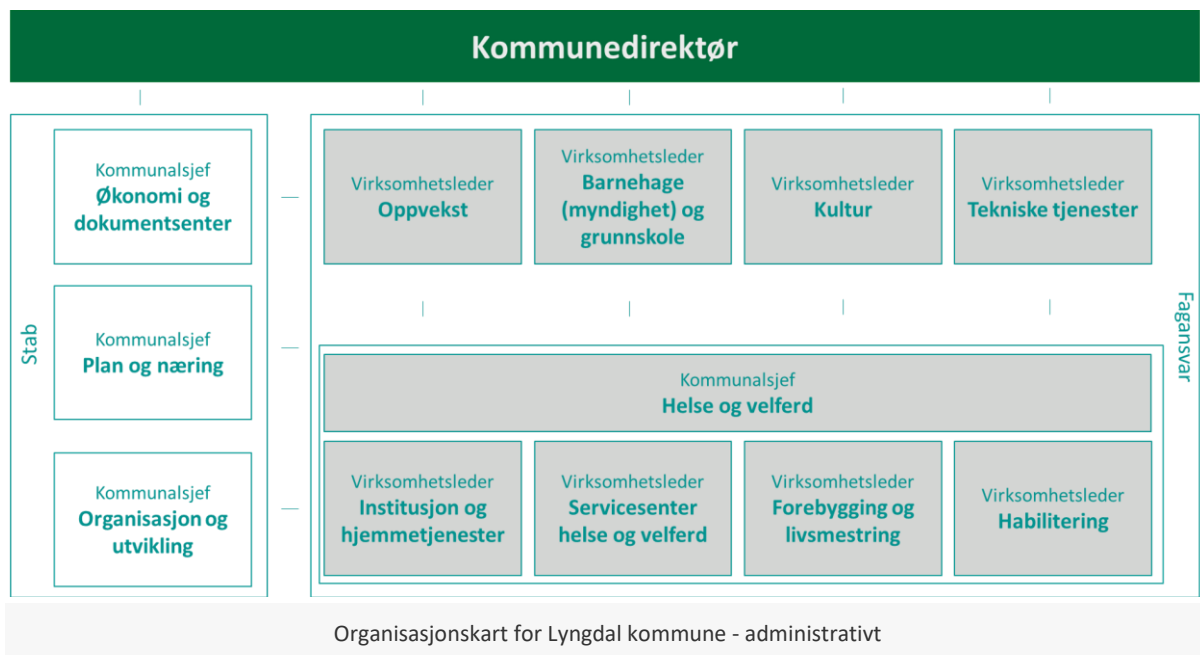 Kommunedirektør
Stab
Kommunalsjef
Økonomi og
dokumentsenter
Kommunalsjef
Plan og næring
Kommunalsjef
Organisasjon og
utvikling
Virksomhetsleder
Oppvekst
Virksomhetsleder
Barnehage
(myndighet) og
grunnskole
Virksomhetsleder
Kultur
Virksomhetsleder
Tekniske tjenester
Fagansvar
Kommunalsjef
Helse og velferd
Virksomhetsleder
Institusjon og
hjemmetjenester
Virksomhetsleder
Servicesenter
helse og velferd
Virksomhetsleder
Forebygging og
livsmestring
Virksomhetsleder
Habilitering
Organisasjonskart for Lyngdal kommune - administrativt